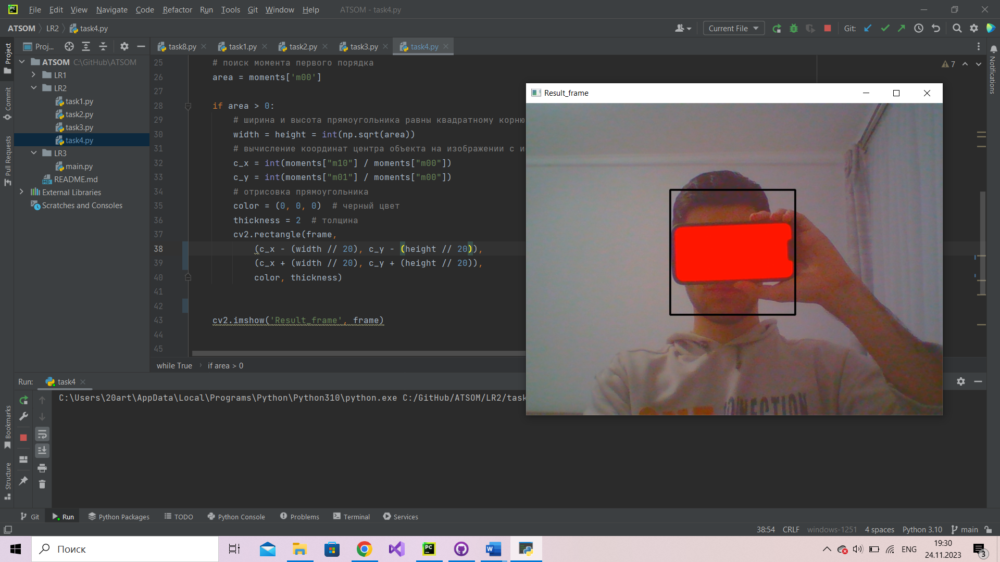 File Edit View Navigate Code Refactor Run Tools Git Window Help ATSOM - task4.py
ATSOM LR2 task4.py Current File Git:
Project
Proj...
task8.py task1.py task2.py task3.py task4.py
ATSOM C:\GitHub\ATSOM
LR1
LR2
task1.py
task2.py
task3.py
task4.py
LR3
main.py
README.md
External Libraries
Scratches and Consoles
Commit
Pull Requests
Bookmarks
Structure
Notifications
7
25 # поиск момента первого порядка
26 area = moments['m00']
27
28 if area > 0:
29 # ширина и высота прямоугольника равны квадратному корню
30 width = height = int(np.sqrt(area))
31 # вычисление координат центра объекта на изображении с и
32 c_x = int(moments["m10"] / moments["m00"])
33 c_y = int(moments["m01"] / moments["m00"])
34 # отрисовка прямоугольника
35 color = (0, 0, 0) # черный цвет
36 thickness = 2 # толщина
37 cv2.rectangle(frame,
38 (c_x - (width // 20), c_y - (height // 20)),
39 (c_x + (width // 20), c_y + (height // 20)),
40 color, thickness)
41
42
43 cv2.imshow('Result_frame', frame)
44
45
while True if area > 0
Result_frame
CONNECTION
Run: task4
C:\Users\20art\AppData\Local\Programs\Python\Python310\python.exe C:/GitHub/ATSOM/LR2/task
Git Run Python Packages TODO Python Console Problems Terminal Services
38:54 CRLF windows-1251 4 spaces Python 3.10 main
Поиск
ENG
19:30
24.11.2023
3